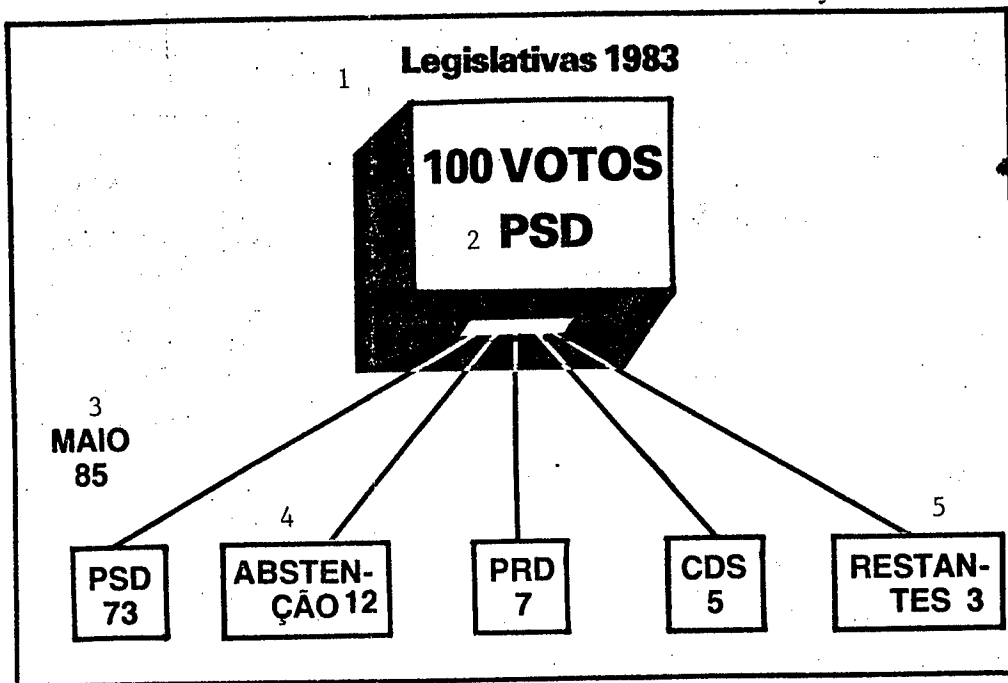 Legislativas 1983
1
100 VOTOS
2 PSD
3
MAIO
85
4
5
PSD
73
ABSTEN-
ÇÃO 12
PRD
7
CDS
5
RESTAN-
TES 3